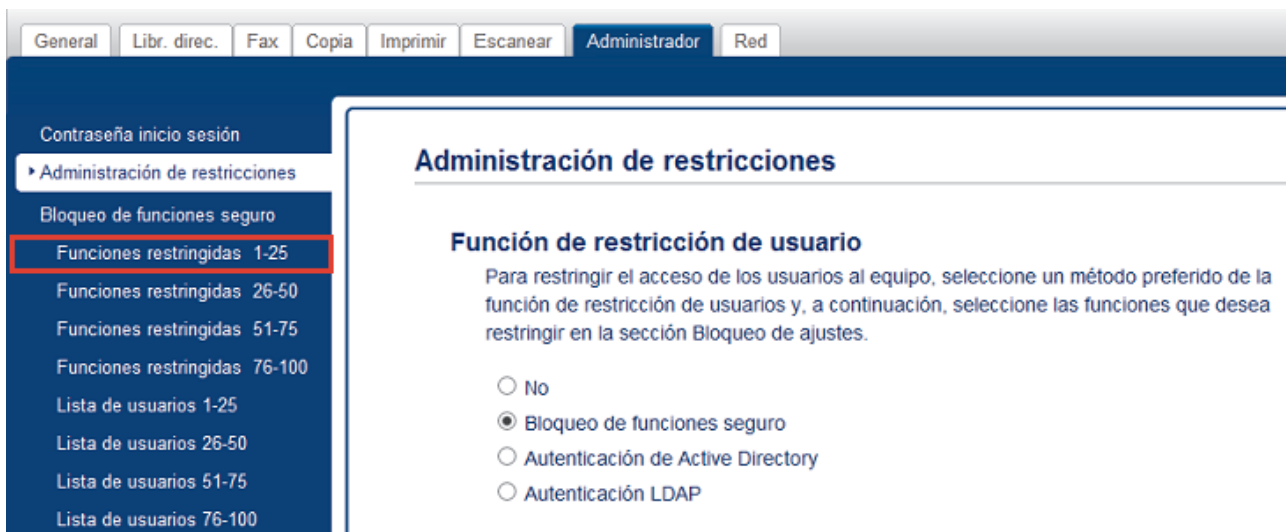 General Libr. direc. Fax Copia Imprimir Escanear Administrador Red
Contraseña inicio sesión
Administración de restricciones
Bloqueo de funciones seguro
Funciones restringidas 1-25
Funciones restringidas 26-50
Funciones restringidas 51-75
Funciones restringidas 76-100
Lista de usuarios 1-25
Lista de usuarios 26-50
Lista de usuarios 51-75
Lista de usuarios 76-100
Administración de restricciones
Función de restricción de usuario
Para restringir el acceso de los usuarios al equipo, seleccione un método preferido de la
función de restricción de usuarios y, a continuación, seleccione las funciones que desea
restringir en la sección Bloqueo de ajustes.
No
Bloqueo de funciones seguro
Autenticación de Active Directory
Autenticación LDAP